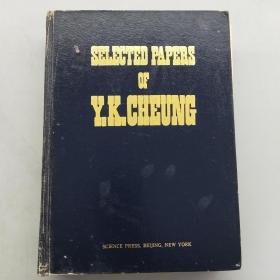 SELECTED PAPERS
OF
Y.K.CHEUNG
SCIENCE PRESS, BEIJING, NEW YORK